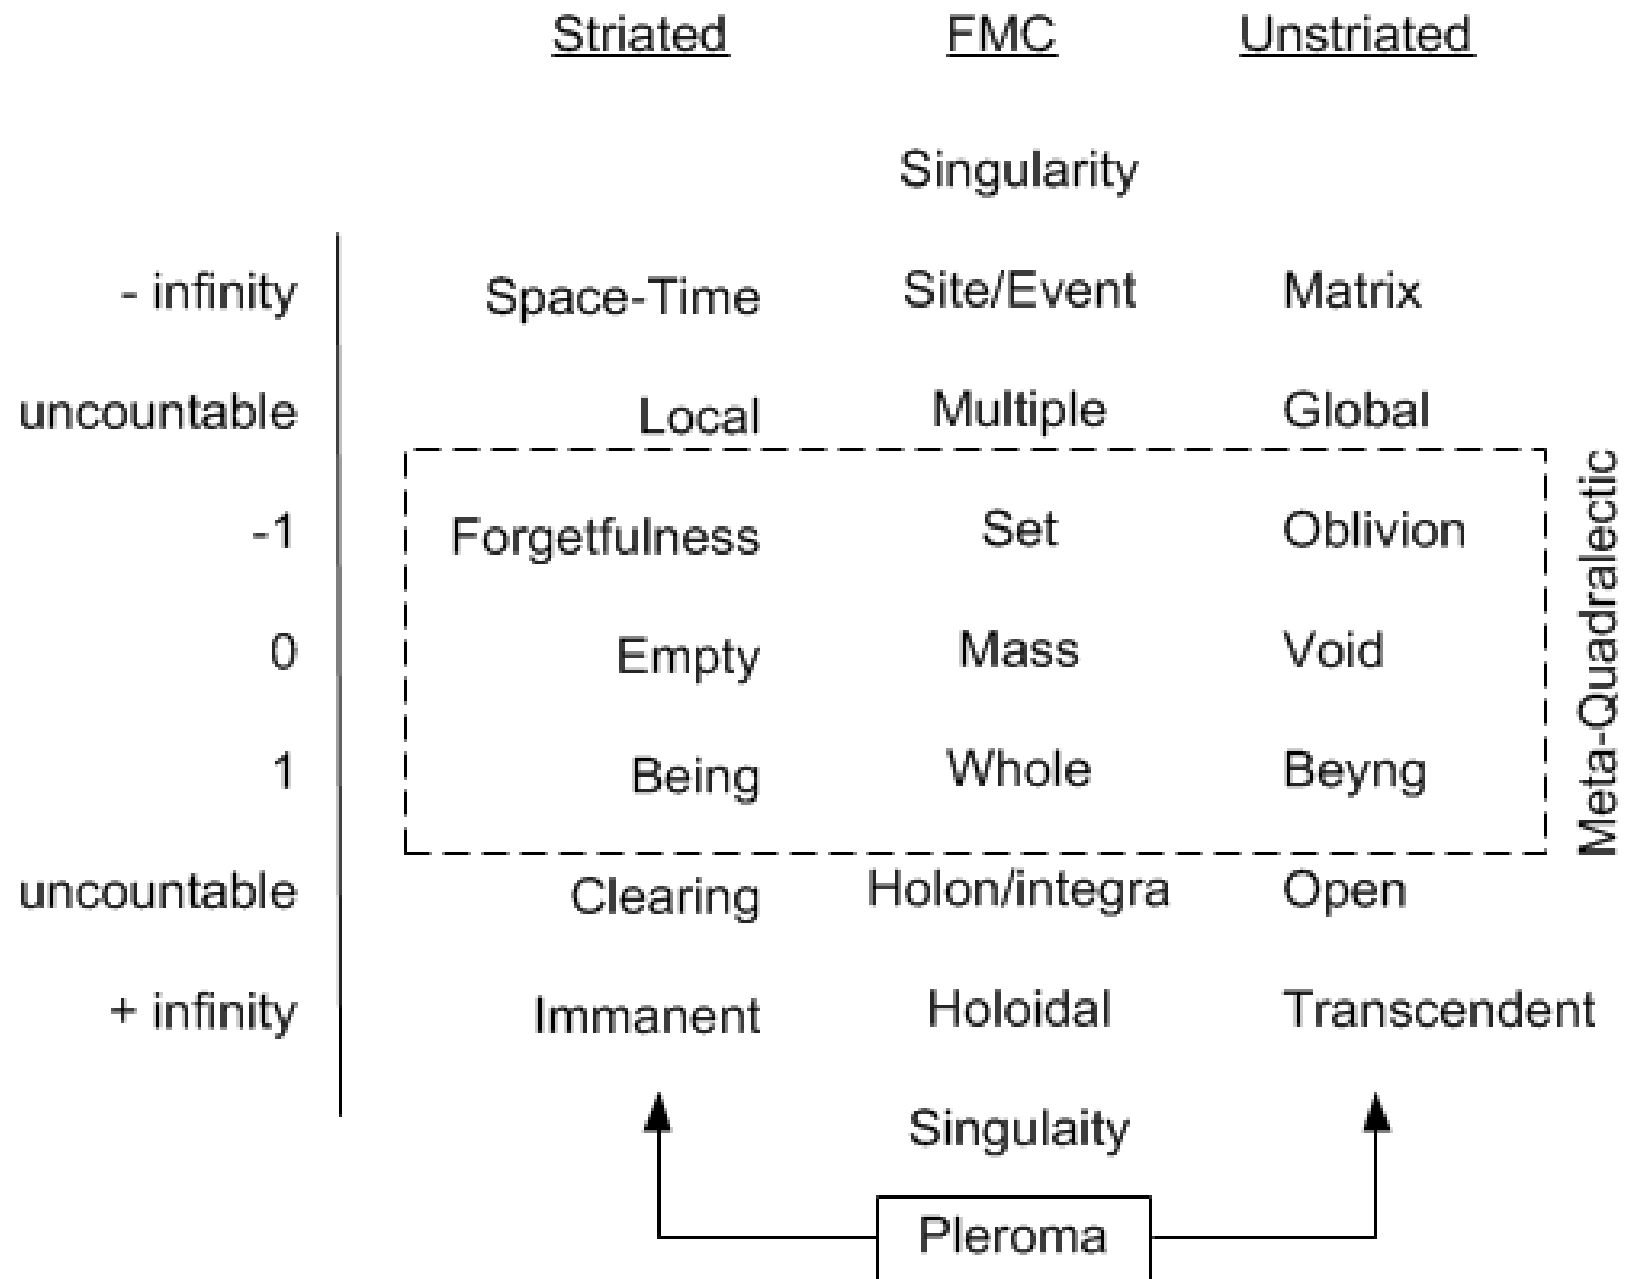 Striated FMC Unstriated
Singularity
- infinity Space-Time Site/Event Matrix
uncountable Local Multiple Global
-1 Forgetfulness Set Oblivion
0 Empty Mass Void
1 Being Whole Beyng
uncountable Clearing Holon/integra Open
+ infinity Immanent Holoidal Transcendent
Singulaity
Pleroma
Meta-Quadralectic